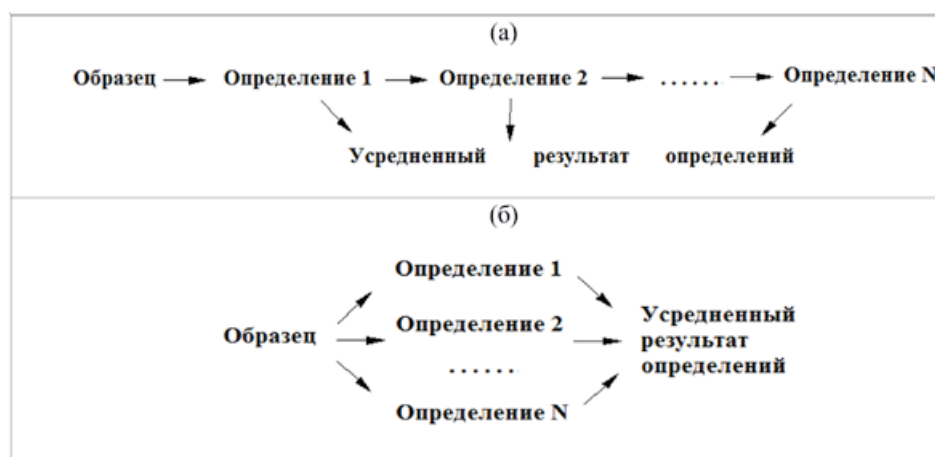 (а)
Образец Определение 1 Определение 2 ...... Определение N
Усредненный результат определений
(б)
Определение 1
Образец Определение 2 Усредненный
результат
определений
......
Определение N